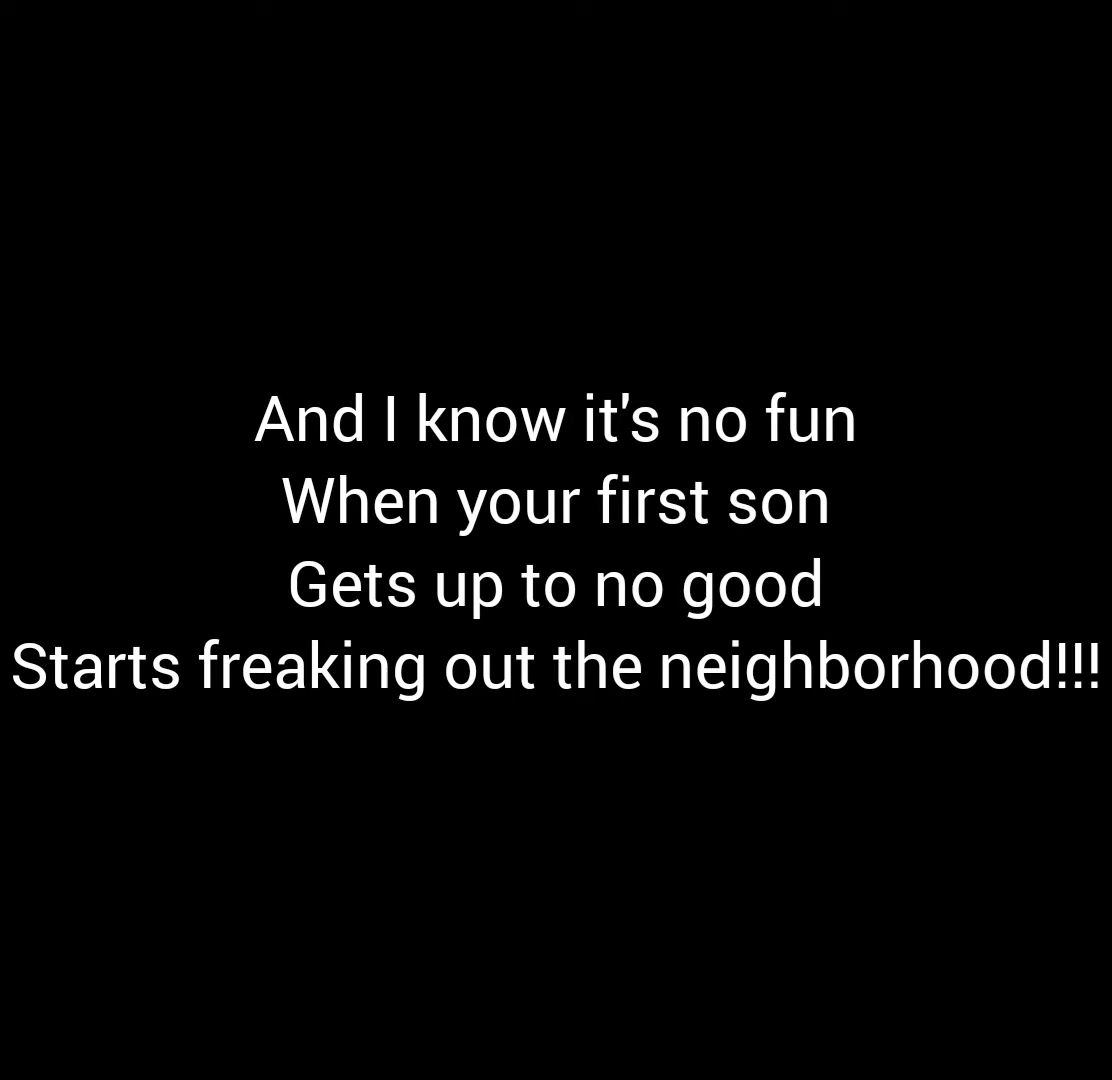 And I know it's no fun
When your first son
Gets up to no good
Starts freaking out the neighborhood!!!